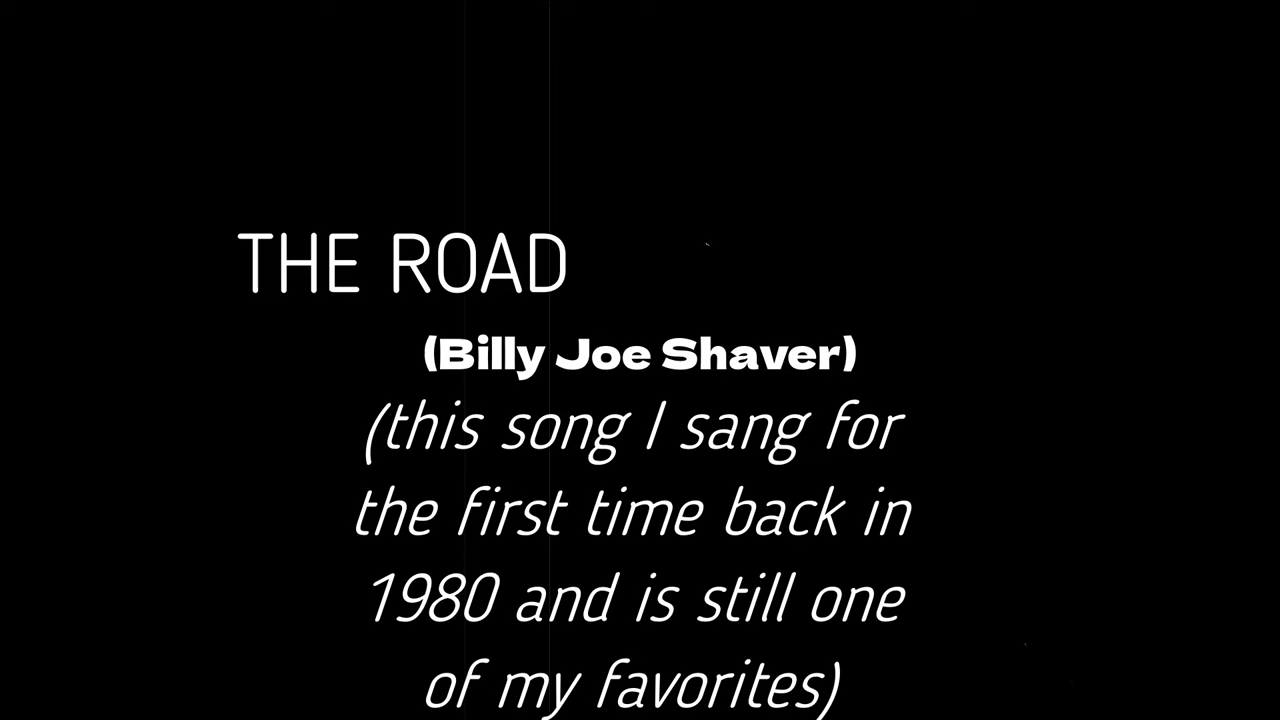 THE ROAD
(Billy Joe Shaver)
(this song I sang for
the first time back in
1980 and is still one
of my favorites)